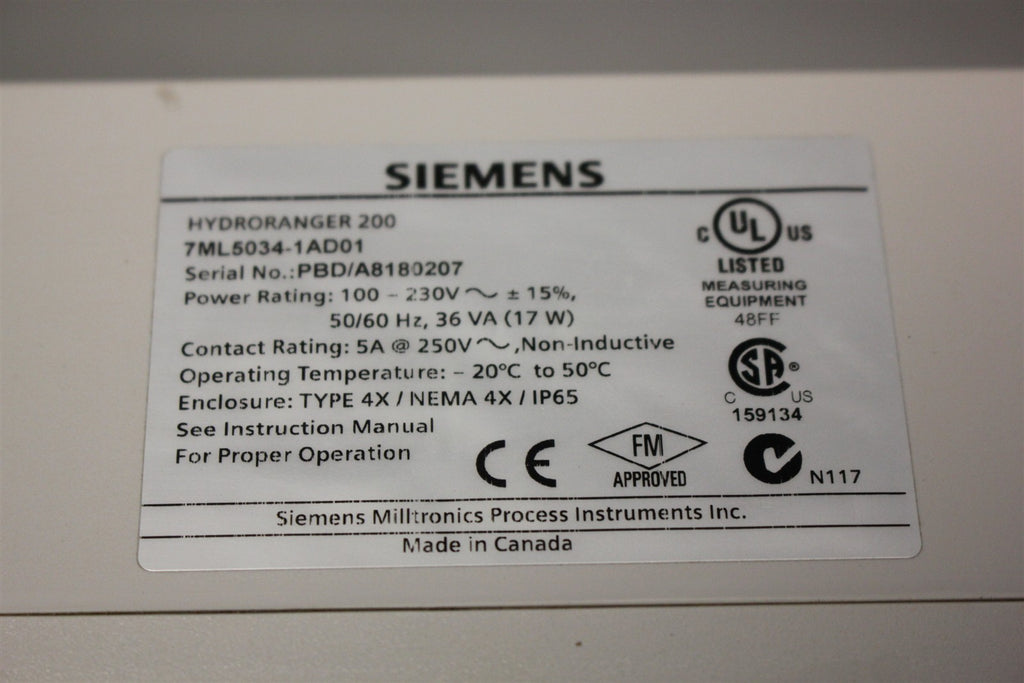 SIEMENS
HYDRORANGER 200
7ML5034-1AD01
Serial No.:PBD/A8180207
Power Rating: 100 – 230V ~ ± 15%,
50/60 Hz, 36 VA (17 W)
Contact Rating: 5A @ 250V ~ ,Non-Inductive
Operating Temperature: – 20°C to 50°C
Enclosure: TYPE 4X / NEMA 4X / IP65
See Instruction Manual
For Proper Operation
C UL US
LISTED
MEASURING
EQUIPMENT
48FF
SA ®
C US
159134
CE
FM
APPROVED
N117
Siemens Milltronics Process Instruments Inc.
Made in Canada